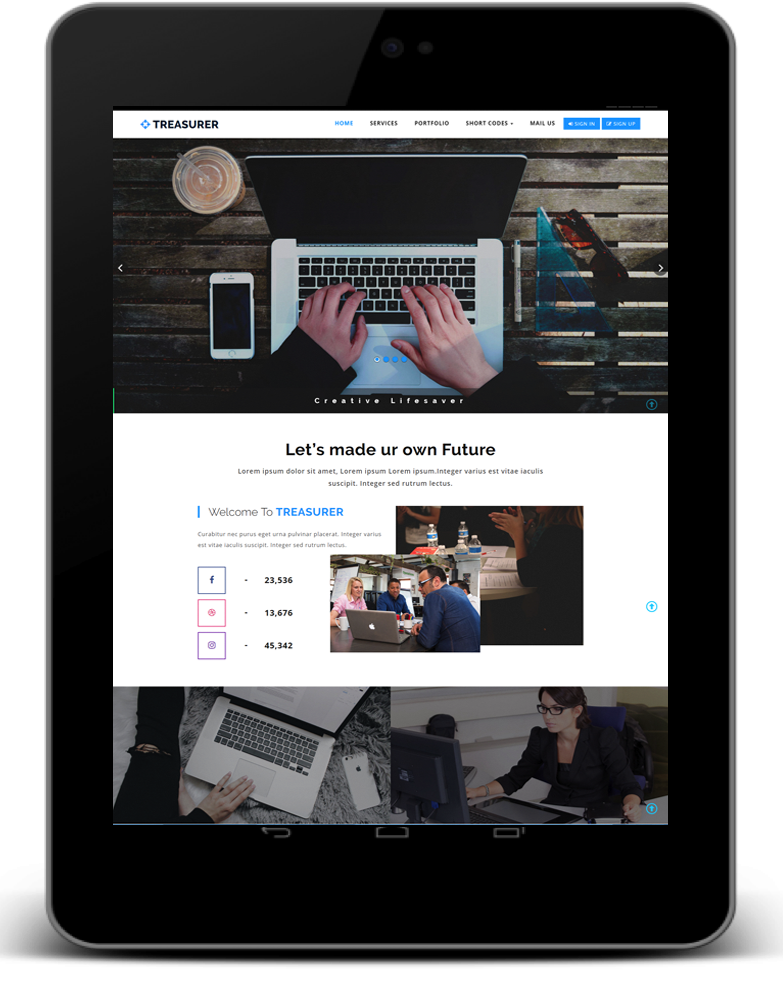 TREASURER
HOME SERVICES PORTFOLIO SHORT CODES MAIL US SIGN IN SIGN UP
Creative Lifesaver
Let's made ur own Future
Lorem ipsum dolor sit amet, Lorem ipsum Lorem ipsum.Integer varius est vitae iaculis
suscipit. Integer sed rutrum lectus.
Welcome To TREASURER
Curabitur nec purus eget urna pulvinar placerat. Integer varius
est vitae iaculis suscipit. Integer sed rutrum lectus.
f - 23,536
- 13,676
- 45,342